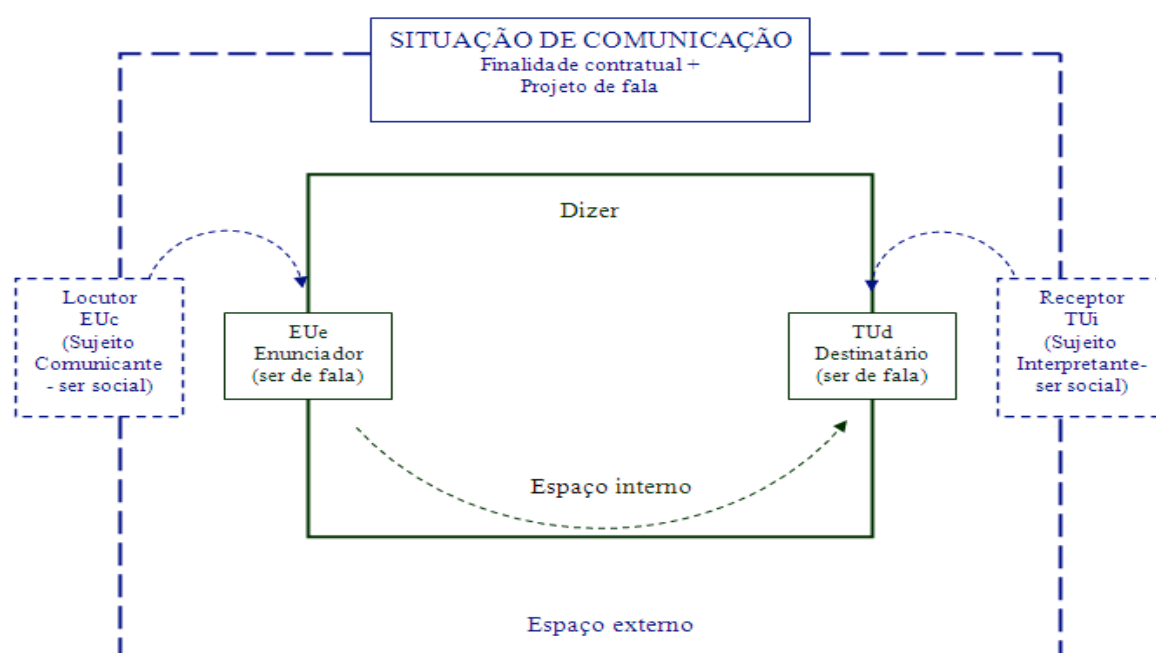 SITUAÇÃO DE COMUNICAÇÃO
Finalidade contratual +
Projeto de fala
Dizer
Locutor
EUc
(Sujeito
Comunicante
- ser social)
EUe
Enunciador
(ser de fala)
TUd
Destinatário
(ser de fala)
Receptor
TUi
(Sujeito
Interpretante-
ser social)
Espaço interno
Espaço externo